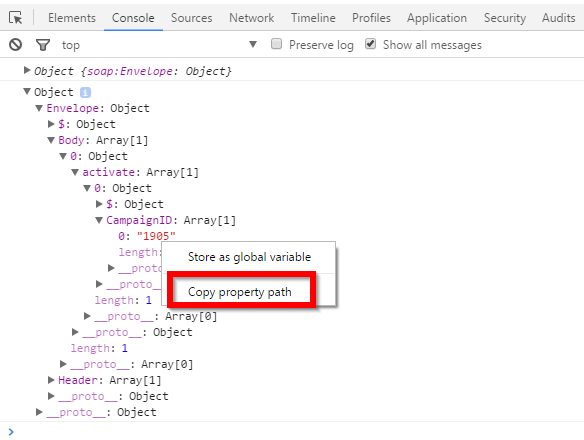 Elements Console Sources Network Timeline Profiles Application Security Audits
top Preserve log Show all messages
Object {soap:Envelope: Object}
Object i
Envelope: Object
$: Object
Body: Array[1]
0: Object
activate: Array[1]
0: Object
$: Object
CampaignID: Array[1]
0: "1905"
length:
Store as global variable
__proto
Copy property path
__proto
length: 1
__proto__: Array[0]
__proto__: Object
length: 1
__proto__: Array[0]
Header: Array[1]
__proto__: Object
__proto__: Object